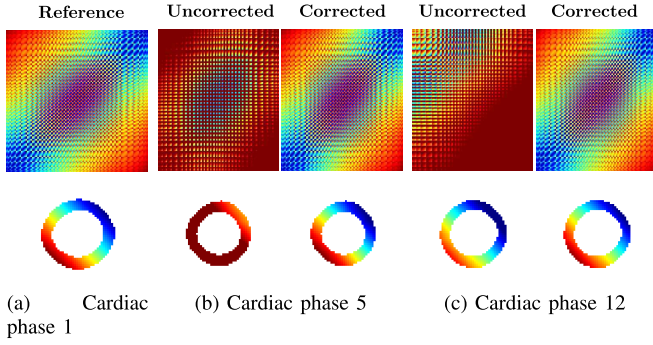 Reference Uncorrected Corrected Uncorrected Corrected
(a) Cardiac phase 1
(b) Cardiac phase 5
(c) Cardiac phase 12